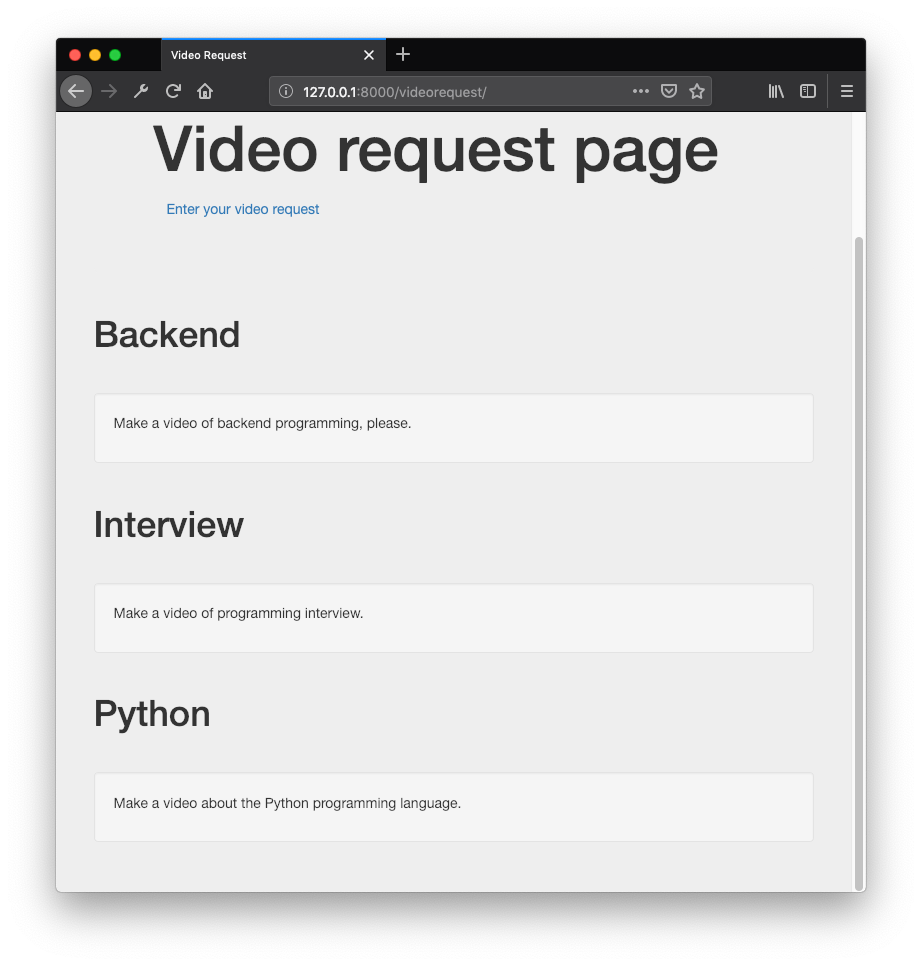 Video Request
127.0.0.1:8000/videorequest/
Video request page
Enter your video request
Backend
Make a video of backend programming, please.
Interview
Make a video of programming interview.
Python
Make a video about the Python programming language.